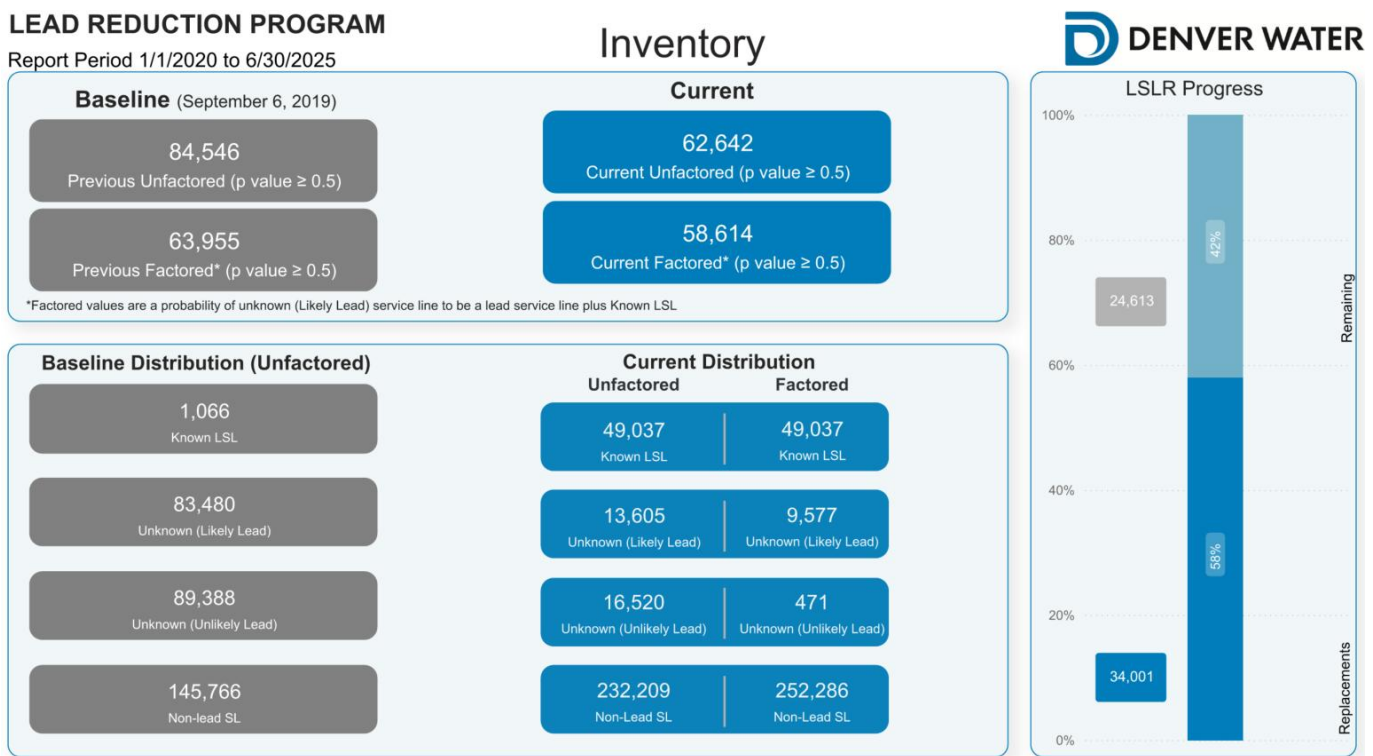 LEAD REDUCTION PROGRAM
Report Period 1/1/2020 to 6/30/2025
Inventory
DENVER WATER
Baseline (September 6, 2019)
84,546
Previous Unfactored (p value ≥ 0.5)
63,955
Previous Factored* (p value ≥ 0.5)
Current
62,642
Current Unfactored (p value ≥ 0.5)
58,614
Current Factored* (p value ≥ 0.5)
*Factored values are a probability of unknown (Likely Lead) service line to be a lead service line plus Known LSL
Baseline Distribution (Unfactored)
1,066
Known LSL
83,480
Unknown (Likely Lead)
89,388
Unknown (Unlikely Lead)
145,766
Non-lead SL
Current Distribution
Unfactored Factored
49,037 49,037
Known LSL Known LSL
13,605 9,577
Unknown (Likely Lead) Unknown (Likely Lead)
16,520 471
Unknown (Unlikely Lead) Unknown (Unlikely Lead)
232,209 252,286
Non-Lead SL Non-Lead SL
LSLR Progress
100%
80%
60%
40%
20%
0%
42%
58%
24,613
34,001
Remaining
Replacements